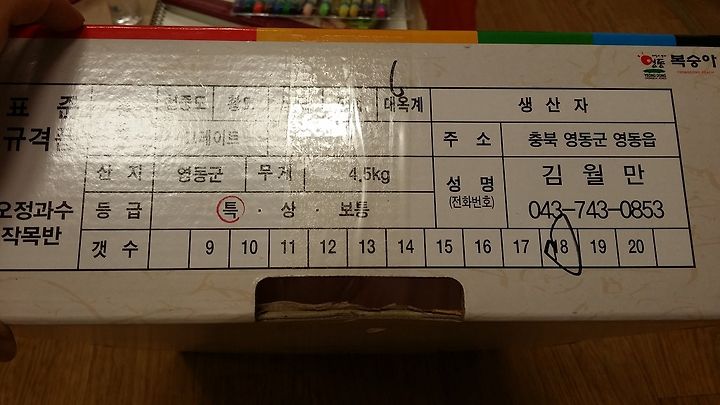 영동 복숭아
표준 규격품
대옥계 생산자
주소 충북 영동군 영동읍
산지 영동군 무게 4.5kg
성명 (전화번호) 김월만
043-743-0853
오정과수 작목반
등급 특 · 상 · 보통
갯수 9 10 11 12 13 14 15 16 17 18 19 20